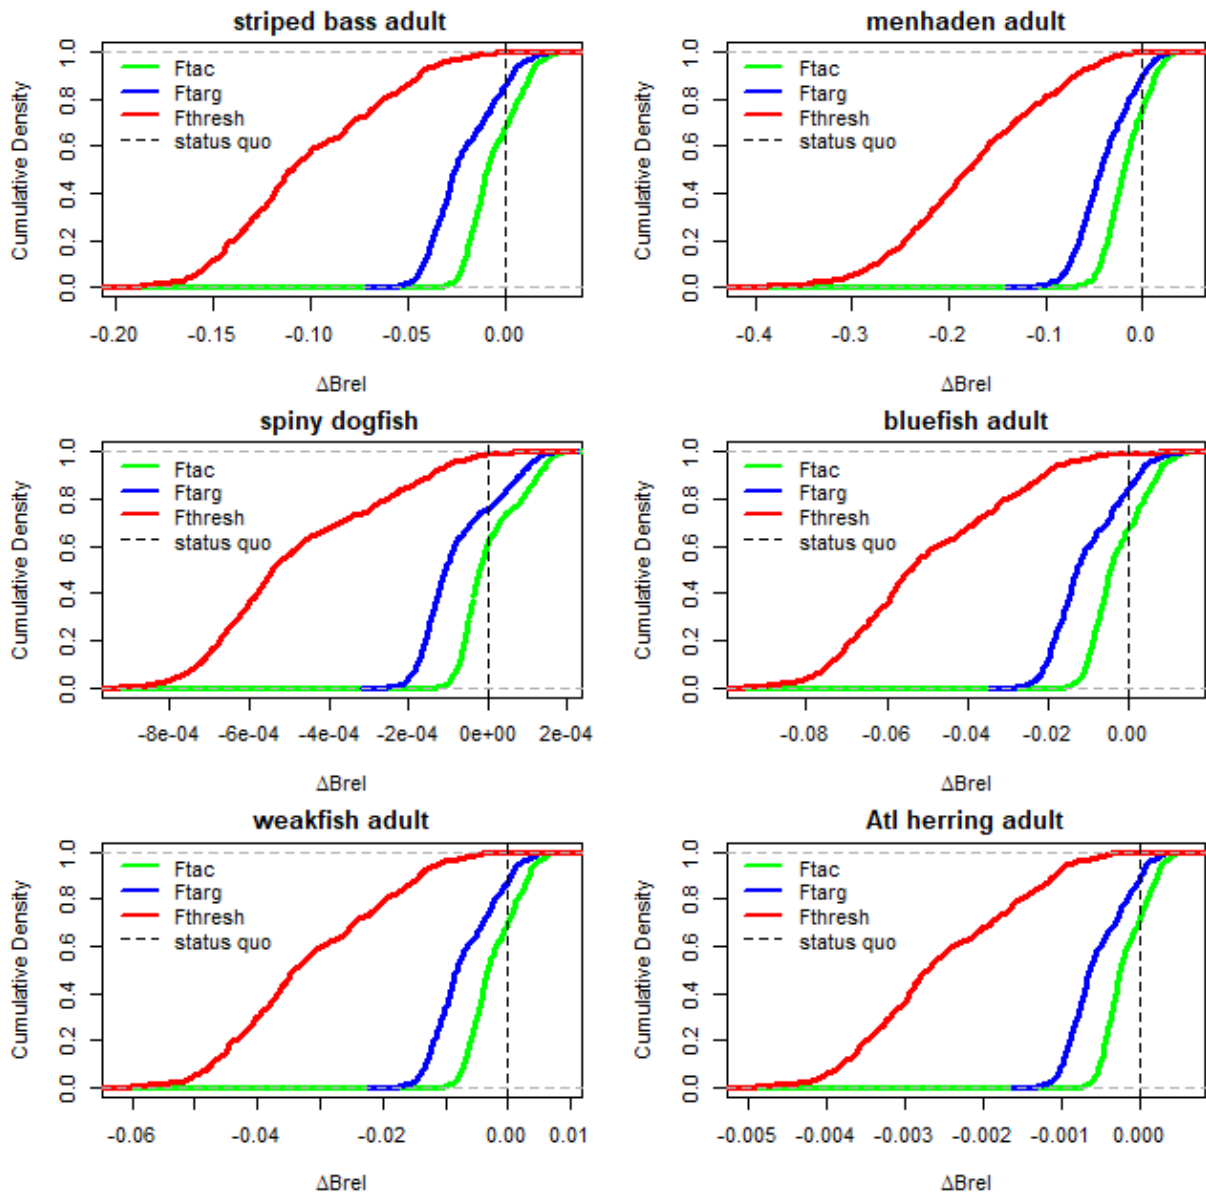 striped bass adult
Cumulative Density
1.0
0.8
0.6
0.4
0.2
0.0
Ftac
Ftarg
Fthresh
status quo
-0.20 -0.15 -0.10 -0.05 0.00
ΔBrel
menhaden adult
Cumulative Density
1.0
0.8
0.6
0.4
0.2
0.0
Ftac
Ftarg
Fthresh
status quo
-0.4 -0.3 -0.2 -0.1 0.0
ΔBrel
spiny dogfish
Cumulative Density
1.0
0.8
0.6
0.4
0.2
0.0
Ftac
Ftarg
Fthresh
status quo
-8e-04 -6e-04 -4e-04 -2e-04 0e+00 2e-04
ΔBrel
bluefish adult
Cumulative Density
1.0
0.8
0.6
0.4
0.2
0.0
Ftac
Ftarg
Fthresh
status quo
-0.08 -0.06 -0.04 -0.02 0.00
ΔBrel
weakfish adult
Cumulative Density
1.0
0.8
0.6
0.4
0.2
0.0
Ftac
Ftarg
Fthresh
status quo
-0.06 -0.04 -0.02 0.00 0.01
ΔBrel
Atl herring adult
Cumulative Density
1.0
0.8
0.6
0.4
0.2
0.0
Ftac
Ftarg
Fthresh
status quo
-0.005 -0.004 -0.003 -0.002 -0.001 0.000
ΔBrel